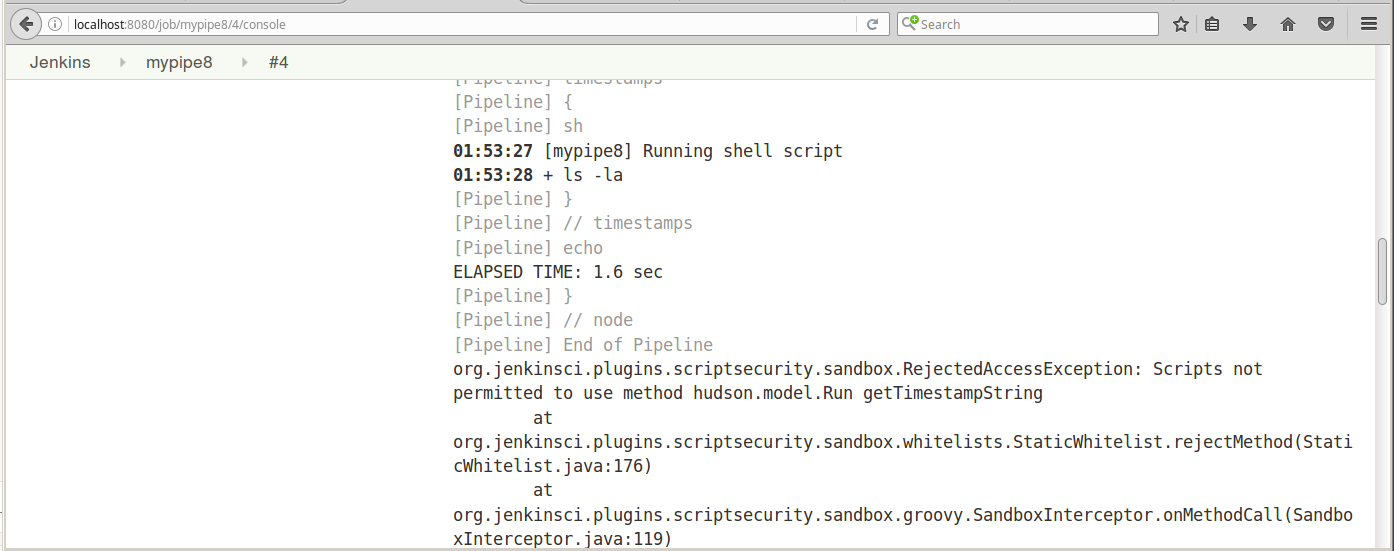 localhost:8080/job/mypipe8/4/console
Search
Jenkins mypipe8 #4
[Pipeline] timestamps
[Pipeline] {
[Pipeline] sh
01:53:27 [mypipe8] Running shell script
01:53:28 + ls -la
[Pipeline] }
[Pipeline] // timestamps
[Pipeline] echo
ELAPSED TIME: 1.6 sec
[Pipeline] }
[Pipeline] // node
[Pipeline] End of Pipeline
org.jenkinsci.plugins.scriptsecurity.sandbox.RejectedAccessException: Scripts not
permitted to use method hudson.model.Run getTimestampString
at
org.jenkinsci.plugins.scriptsecurity.sandbox.whitelists.StaticWhitelist.rejectMethod(Stati
cWhitelist.java:176)
at
org.jenkinsci.plugins.scriptsecurity.sandbox.groovy.SandboxInterceptor.onMethodCall(Sandbo
xInterceptor.java:119)